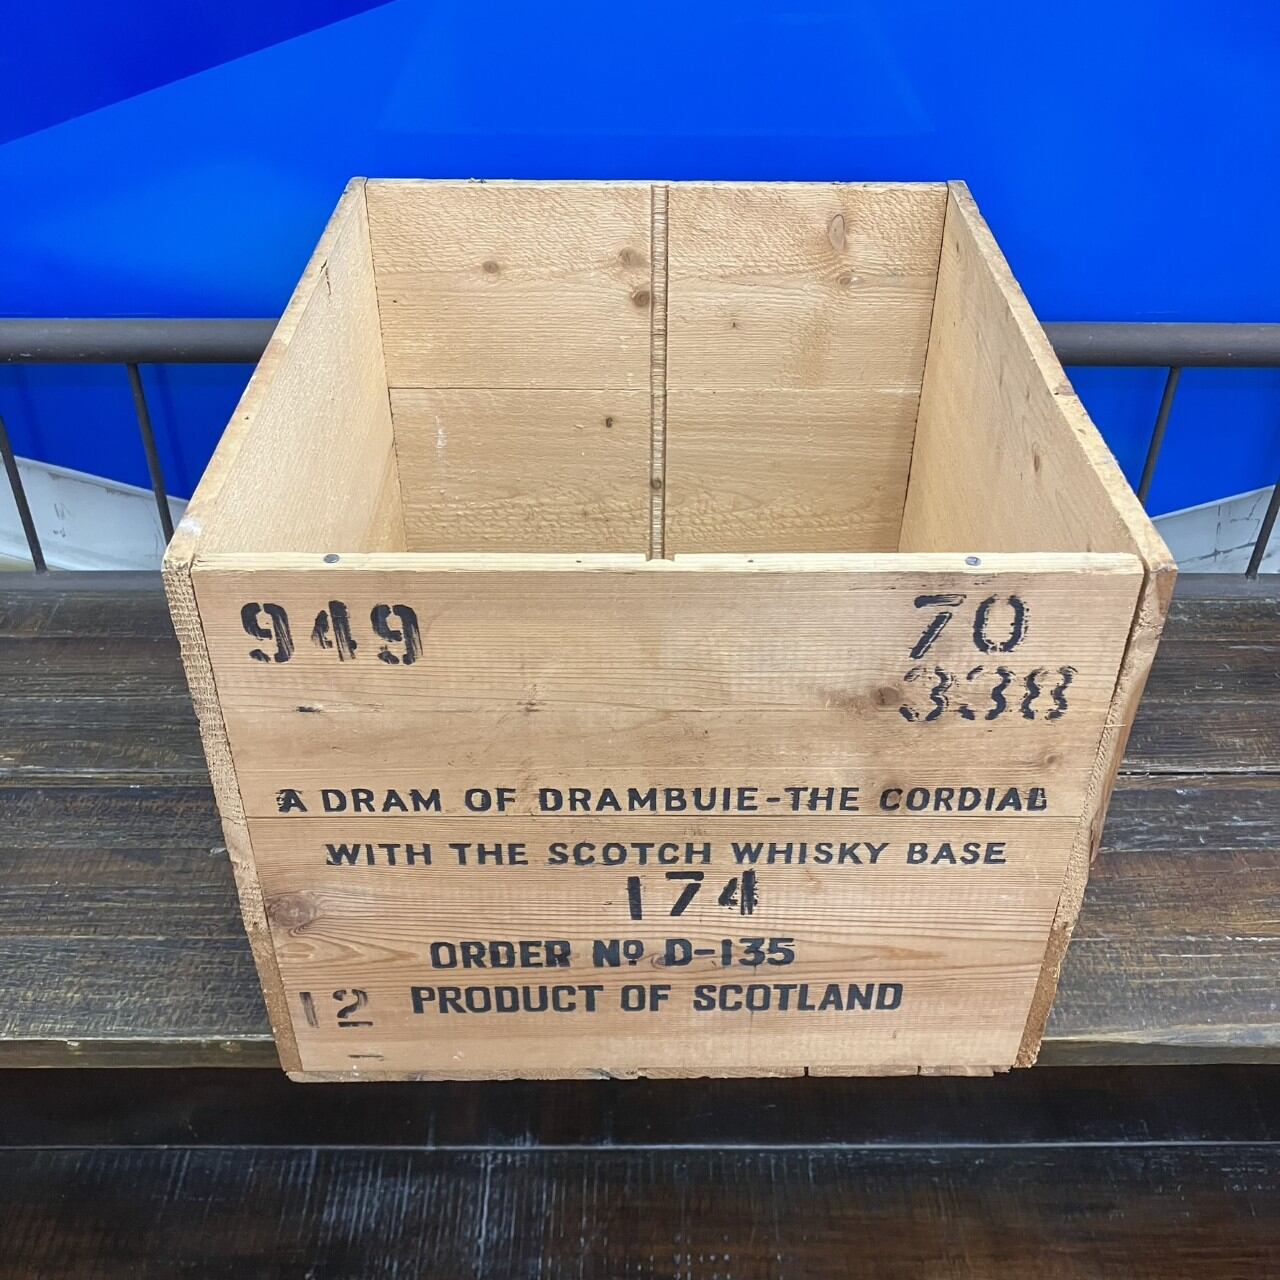 949 70
338
A DRAM OF DRAMBUIE-THE CORDIAL
WITH THE SCOTCH WHISKY BASE
174
ORDER Nº D-135
12 PRODUCT OF SCOTLAND